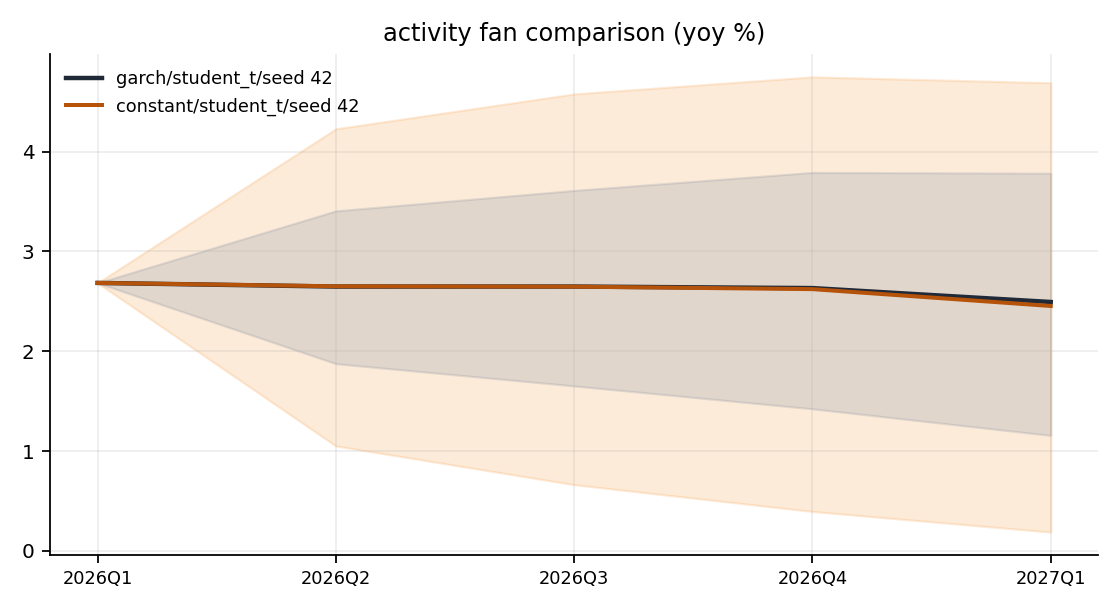 activity fan comparison (yoy %)
garch/student_t/seed 42
constant/student_t/seed 42
4
3
2
1
0
2026Q1
2026Q2
2026Q3
2026Q4
2027Q1